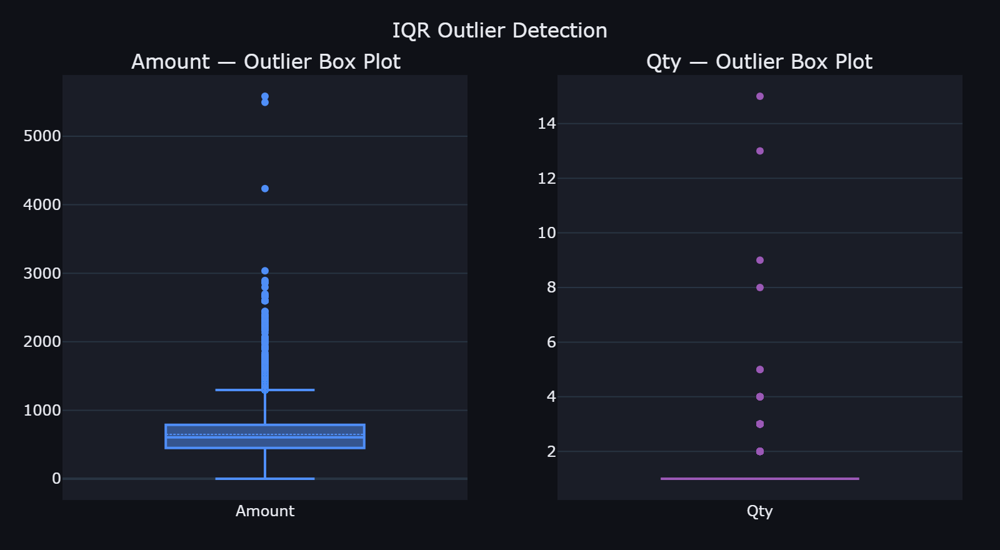 IQR Outlier Detection
Amount — Outlier Box Plot
5000
4000
3000
2000
1000
0
Amount
Qty — Outlier Box Plot
14
12
10
8
6
4
2
Qty